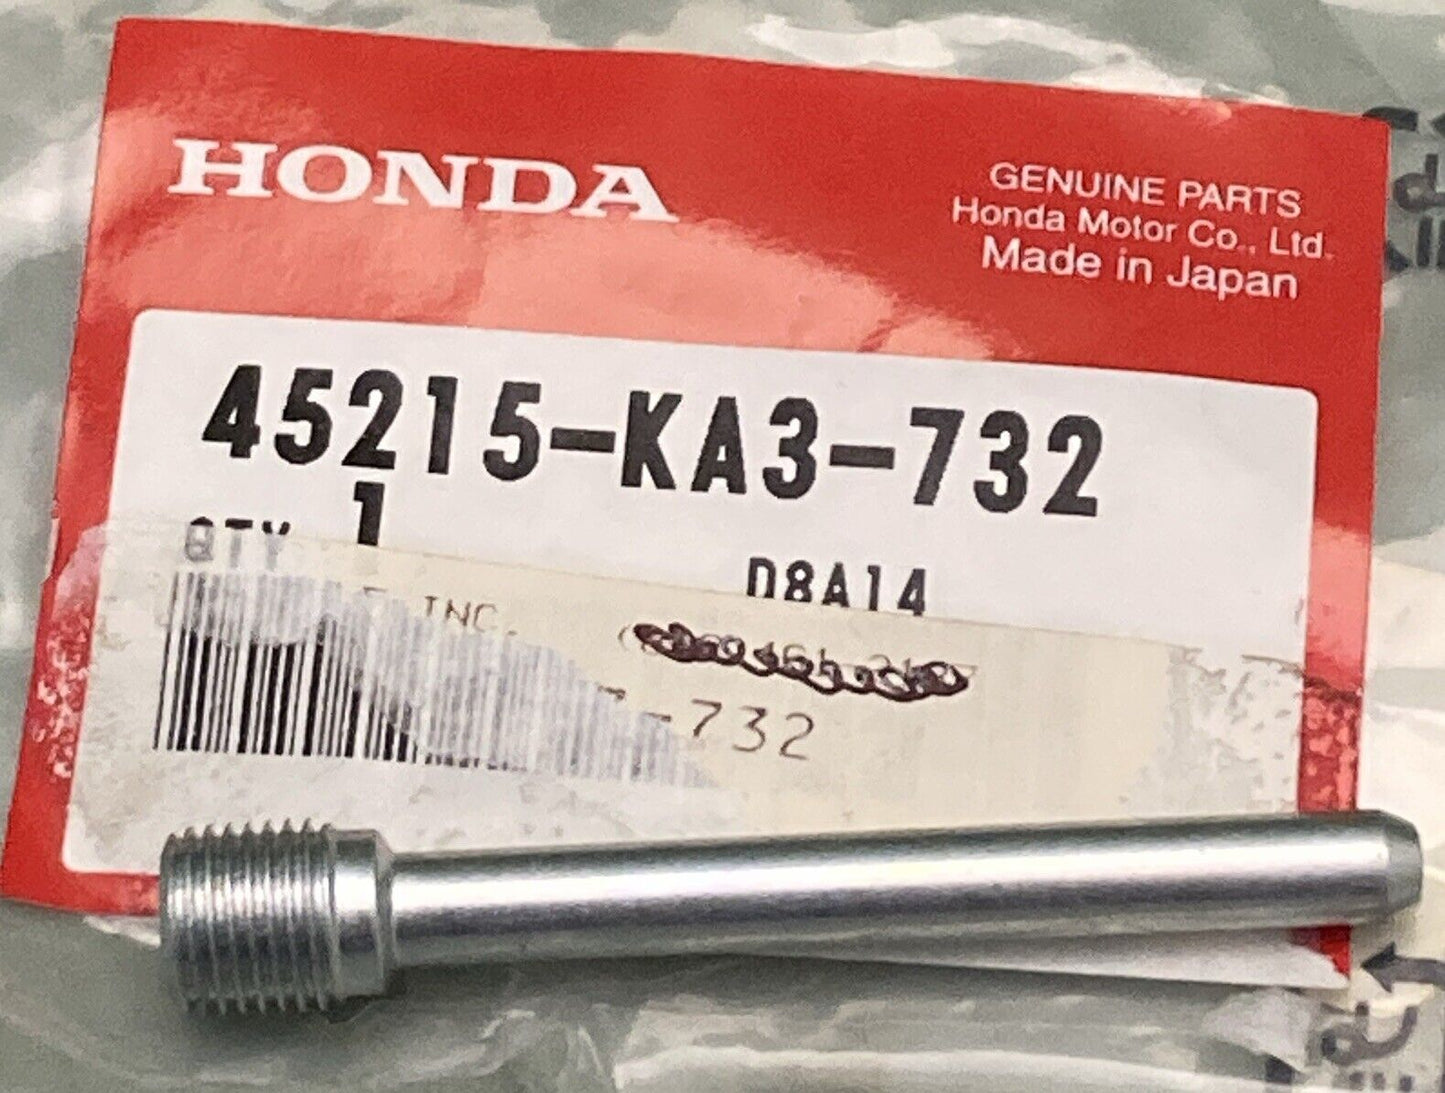 HONDA
GENUINE PARTS
Honda Motor Co., Ltd.
Made in Japan
45215-KA3-732
QTY 1
D8A14
INC.
-732